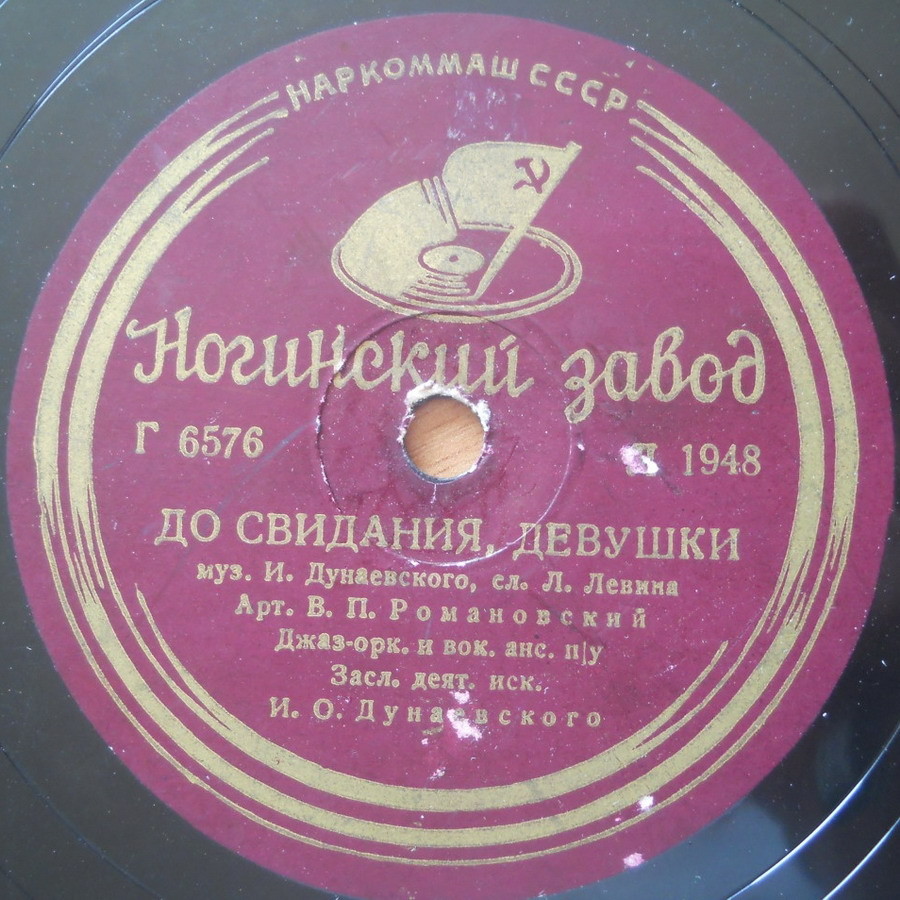 НАРКОММАШ СССР
Ногинский завод
Г 6576
1948
ДО СВИДАНИЯ, ДЕВУШКИ
муз. И. Дунаевского, сл. Л. Левина
Арт. В. П. Романовский
Джаз-орк. и вок. анс. п/у
Засл. деят. иск.
И. О. Дунаевского